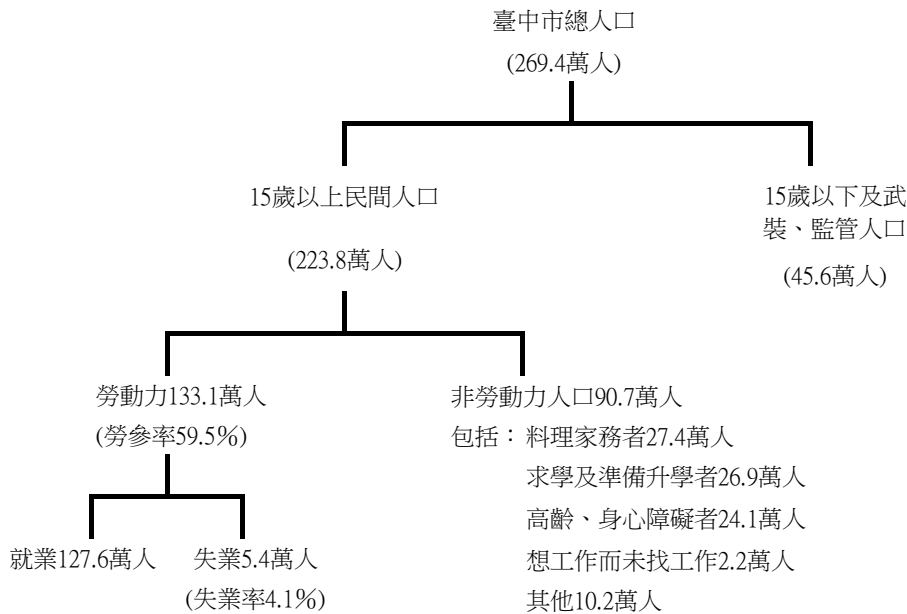 臺中市總人口
(269.4萬人)
15歲以上民間人口
(223.8萬人)
15歲以下及武
裝、監管人口
(45.6萬人)
勞動力133.1萬人
(勞參率59.5%)
非勞動力人口90.7萬人
包括：料理家務者27.4萬人
求學及準備升學者26.9萬人
高齡、身心障礙者24.1萬人
想工作而未找工作2.2萬人
其他10.2萬人
就業127.6萬人
失業5.4萬人
(失業率4.1%)